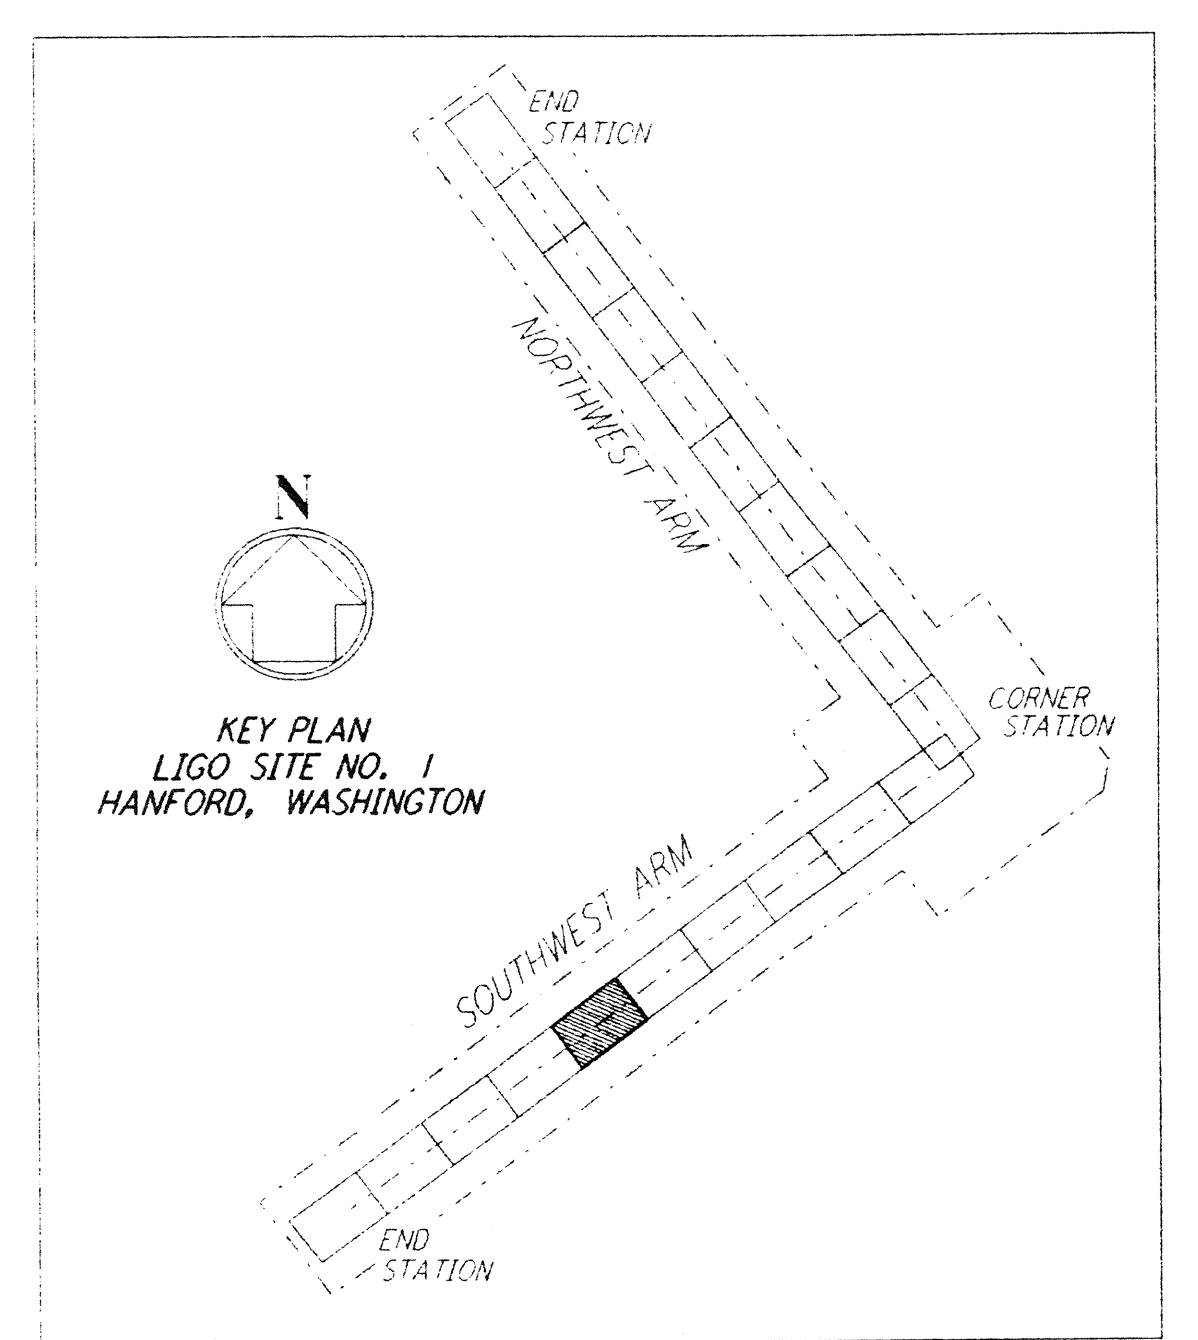 END
STATION
NORTHWEST ARM
N
CORNER
STATION
KEY PLAN
LIGO SITE NO. 1
HANFORD, WASHINGTON
SOUTHWEST ARM
END
STATION